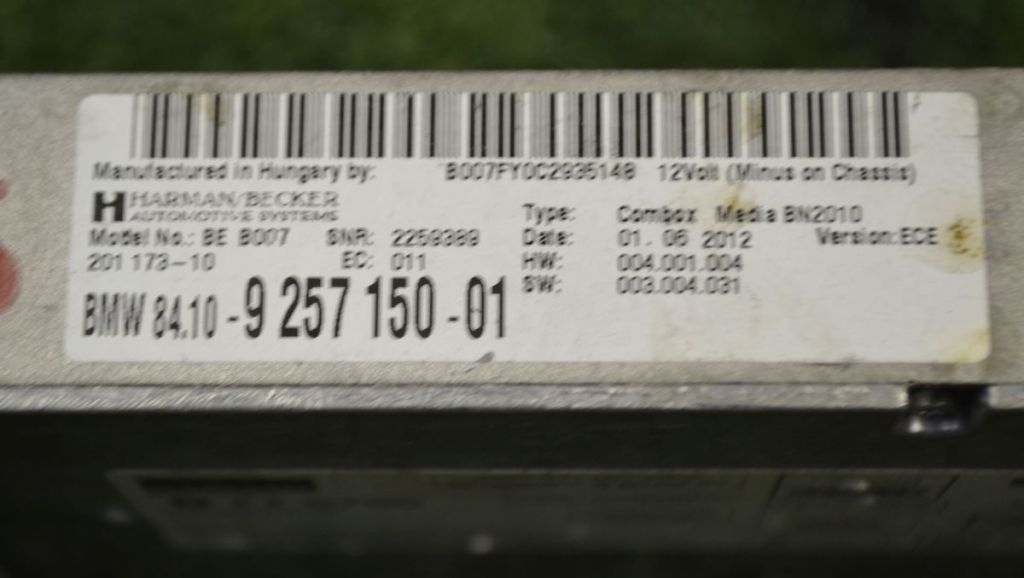 Manufactured in Hungary by: B007FY0C2935148 12Volt (Minus on Chassis)
HARMAN/BECKER
AUTOMOTIVE SYSTEMS
Type: Combox Media BN2010
Model No.: BE B007 SNR: 2259389 Date: 01. 06 2012 Version:ECE
201 173-10 EC: 011 HW: 004.001.004
SW: 003.004.031
BMW 84.10 -9 257 150 -01